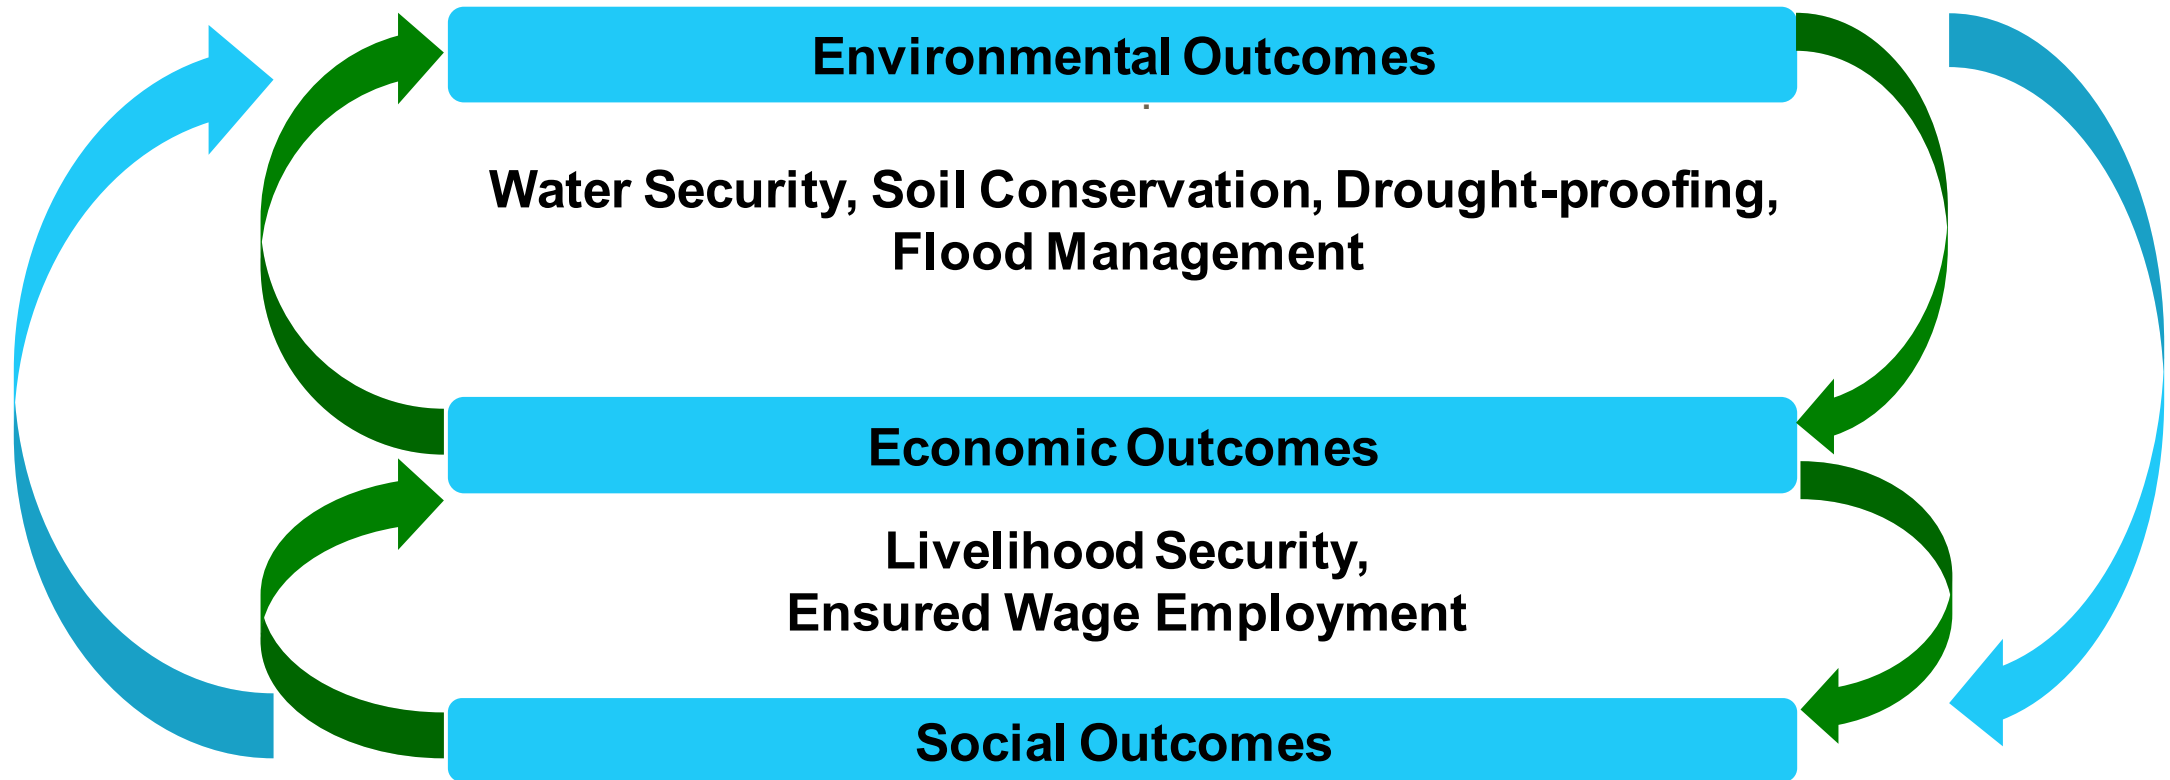 Environmental Outcomes
Water Security, Soil Conservation, Drought-proofing,
Flood Management
Economic Outcomes
Livelihood Security,
Ensured Wage Employment
Social Outcomes